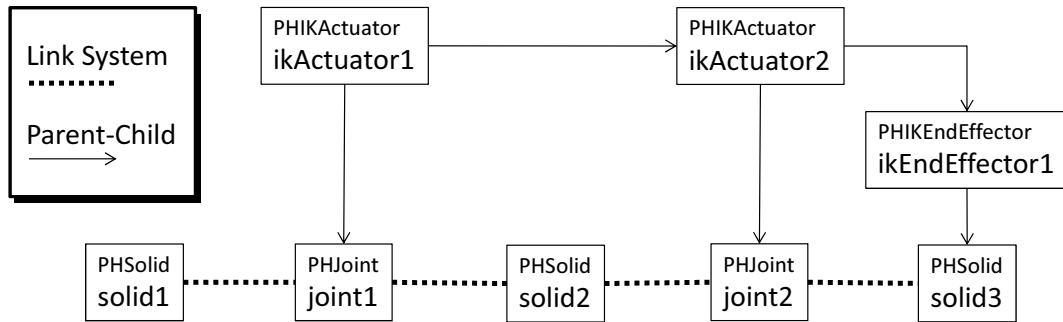 Link System
Parent-Child
PHIKActuator
ikActuator1
PHIKActuator
ikActuator2
PHIKEndEffector
ikEndEffector1
PHSolid
solid1
PHJoint
joint1
PHSolid
solid2
PHJoint
joint2
PHSolid
solid3